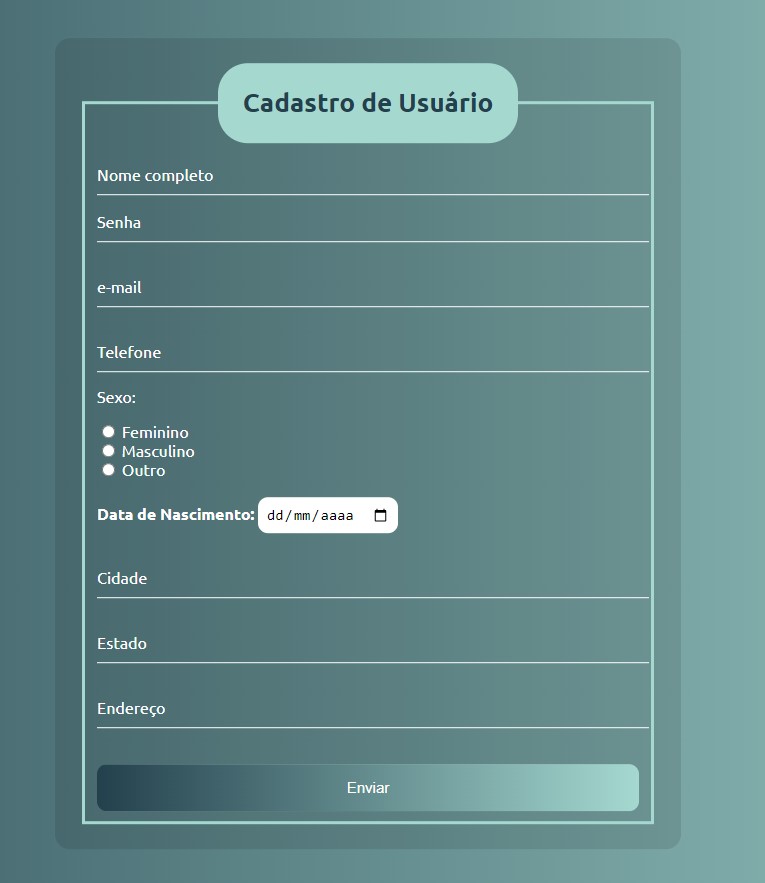 Cadastro de Usuário
Nome completo
Senha
e-mail
Telefone
Sexo:
Feminino
Masculino
Outro
Data de Nascimento: dd/mm/aaaa
Cidade
Estado
Endereço
Enviar